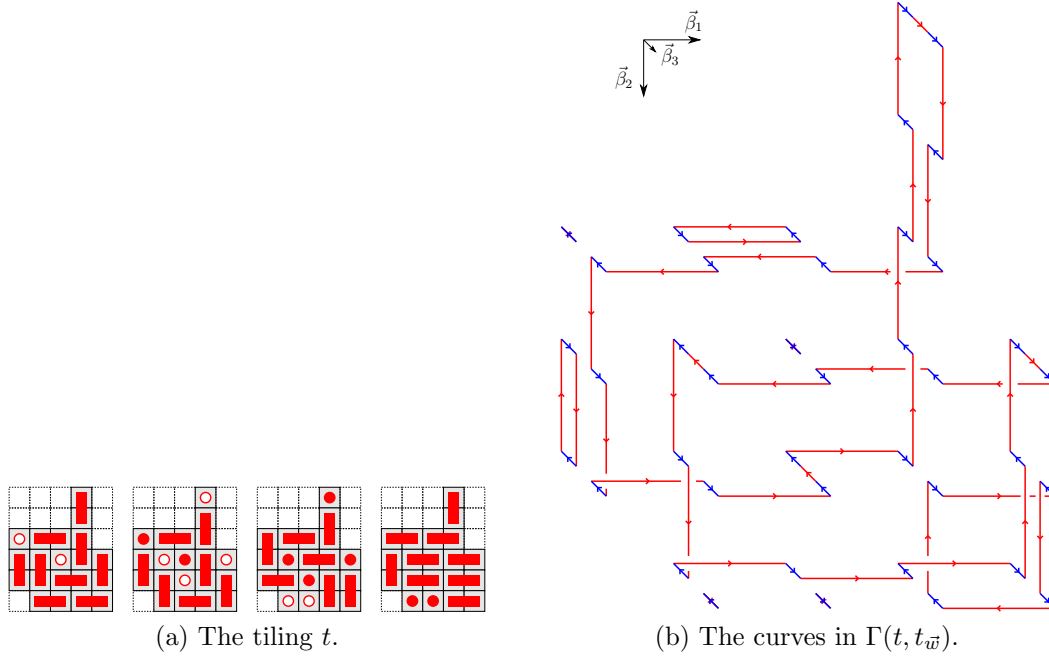 β⃗₁
β⃗₃
β⃗₂
(a) The tiling t.
(b) The curves in Γ(t, t_w⃗).